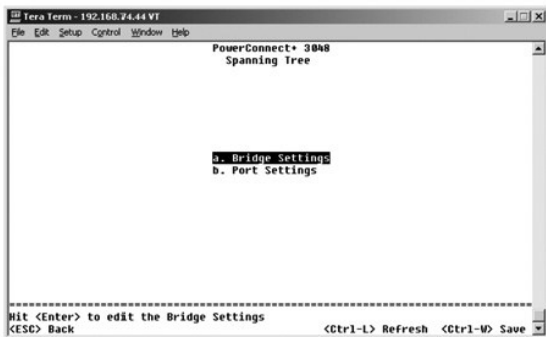 Tera Term - 192.168.74.44 VT
File Edit Setup Control Window Help
PowerConnect+ 3048
Spanning Tree
a. Bridge Settings
b. Port Settings
Hit <Enter> to edit the Bridge Settings
<ESC> Back <Ctrl-L> Refresh <Ctrl-W> Save